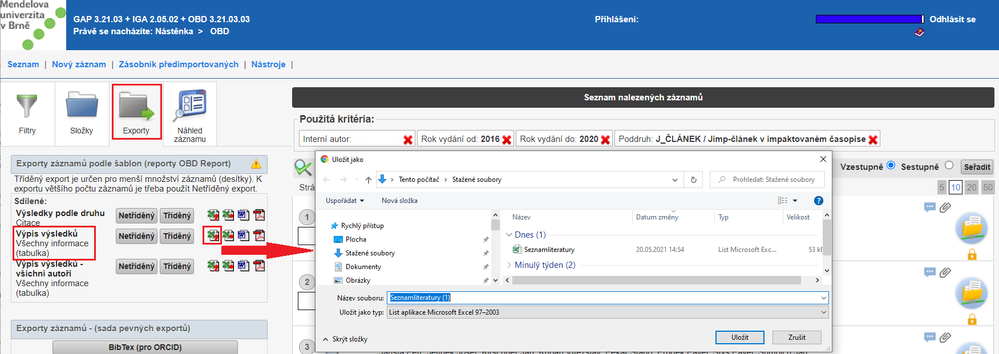 Mendelova
univerzita
v Brně
GAP 3.21.03 + IGA 2.05.02 + OBD 3.21.03.03
Právě se nacházíte: Nástěnka > OBD
Přihlášení:
Odhlásit se
Seznam | Nový záznam | Zásobník předimportovaných | Nástroje |
Filtry
Složky
Exporty
Náhled
záznamu
Exporty záznamů podle šablon (reporty OBD Report)
Tříděný export je určen pro menší množství záznamů (desítky). K
exportu většího počtu záznamů je třeba použít Netříděný export.
Sdílené:
Výsledky podle druhu
Citace
Netříděný Tříděný
Výpis výsledků
Všechny informace
(tabulka)
Netříděný Tříděný
Výpis výsledků -
všichni autoři
Všechny informace
(tabulka)
Netříděný Tříděný
Exporty záznamů - (sada pevných exportů)
BibTex (pro ORCID)
Seznam nalezených záznamů
Použitá kritéria:
Interní autor:
Rok vydání od: 2016
Rok vydání do: 2020
Poddruh: J_ČLÁNEK / Jimp-článek v impaktovaném časopise
Vzestupně Sestupně Seřadit
Strá
5 10 20 50
1
2
3
Uložit jako
Tento počítač > Stažené soubory
Prohledat: Stažené soubory
Uspořádat Nová složka
Rychlý přístup
Plocha
Stažené soubory
Dokumenty
Obrázky
Název Datum změny Typ Velikost
Dnes (1)
Seznamliteratury 20.05.2021 14:54 List Microsoft Exc... 53 kB
Minulý týden (2)
Název souboru: Seznamliteratury (1)
Uložit jako typ: List aplikace Microsoft Excel 97–2003
Skrýt složky
Uložit Zrušit